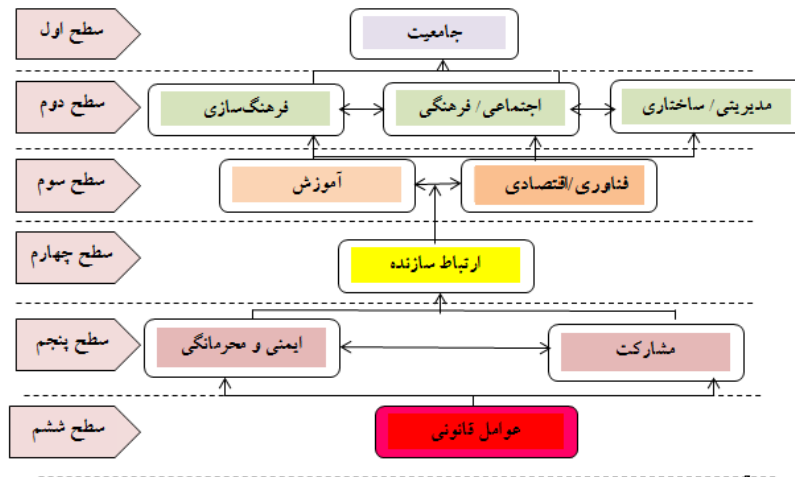 سطح اول
جامعیت
سطح دوم
مدیریتی/ ساختاری
اجتماعی/ فرهنگی
فرهنگ‌سازی
سطح سوم
فناوری/اقتصادی
آموزش
سطح چهارم
ارتباط سازنده
سطح پنجم
مشارکت
ایمنی و محرمانگی
سطح ششم
عوامل قانونی